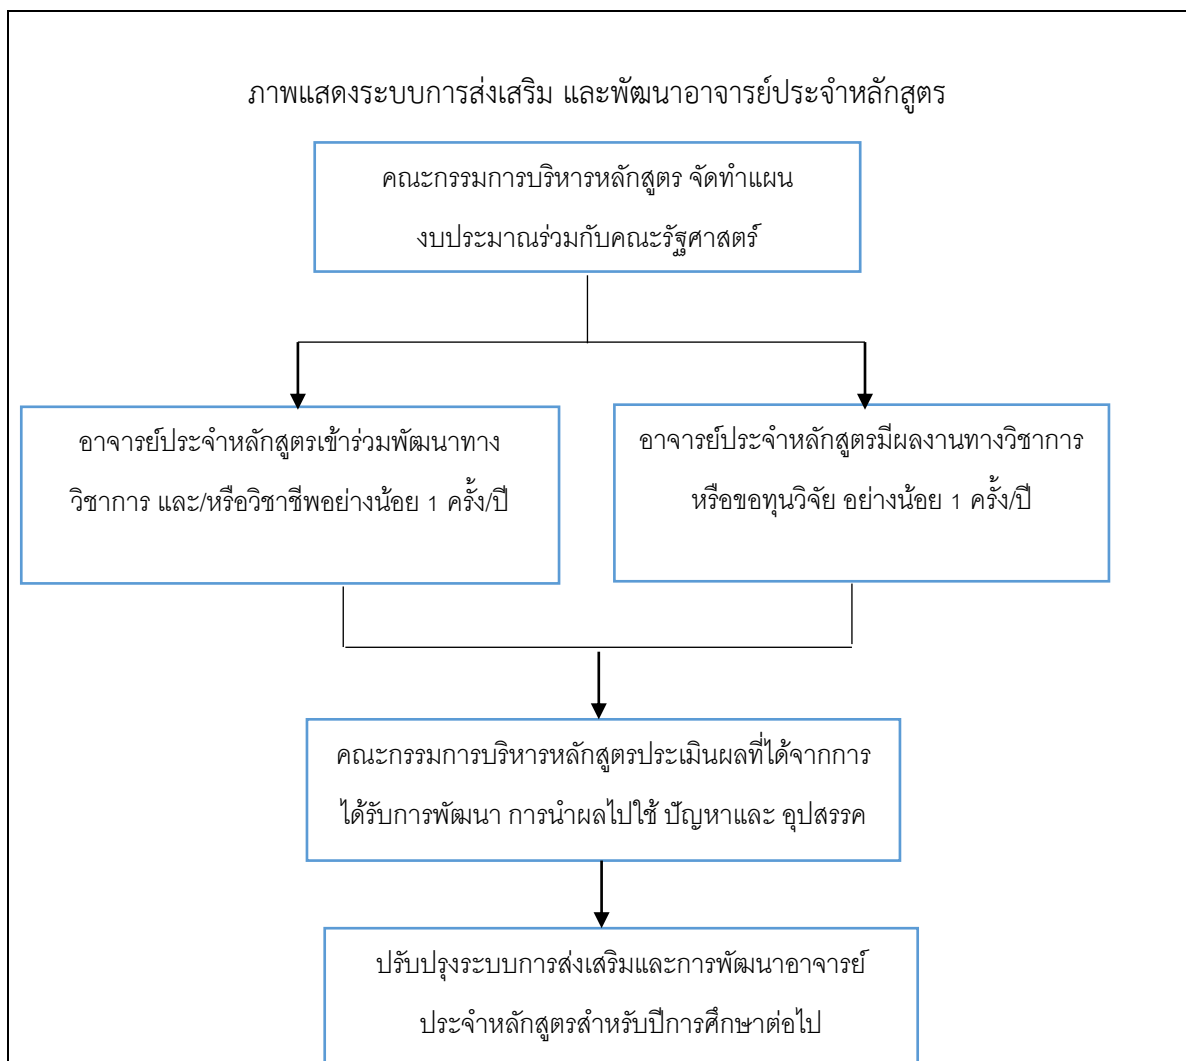 ภาพแสดงระบบการส่งเสริม และพัฒนาอาจารย์ประจำหลักสูตร
คณะกรรมการบริหารหลักสูตร จัดทำแผน
งบประมาณร่วมกับคณะรัฐศาสตร์
อาจารย์ประจำหลักสูตรเข้าร่วมพัฒนาทาง
วิชาการ และ/หรือวิชาชีพอย่างน้อย 1 ครั้ง/ปี
อาจารย์ประจำหลักสูตรมีผลงานทางวิชาการ
หรือขอทุนวิจัย อย่างน้อย 1 ครั้ง/ปี
คณะกรรมการบริหารหลักสูตรประเมินผลที่ได้จากการ
ได้รับการพัฒนา การนำผลไปใช้ ปัญหาและ อุปสรรค
ปรับปรุงระบบการส่งเสริมและการพัฒนาอาจารย์
ประจำหลักสูตรสำหรับปีการศึกษาต่อไป